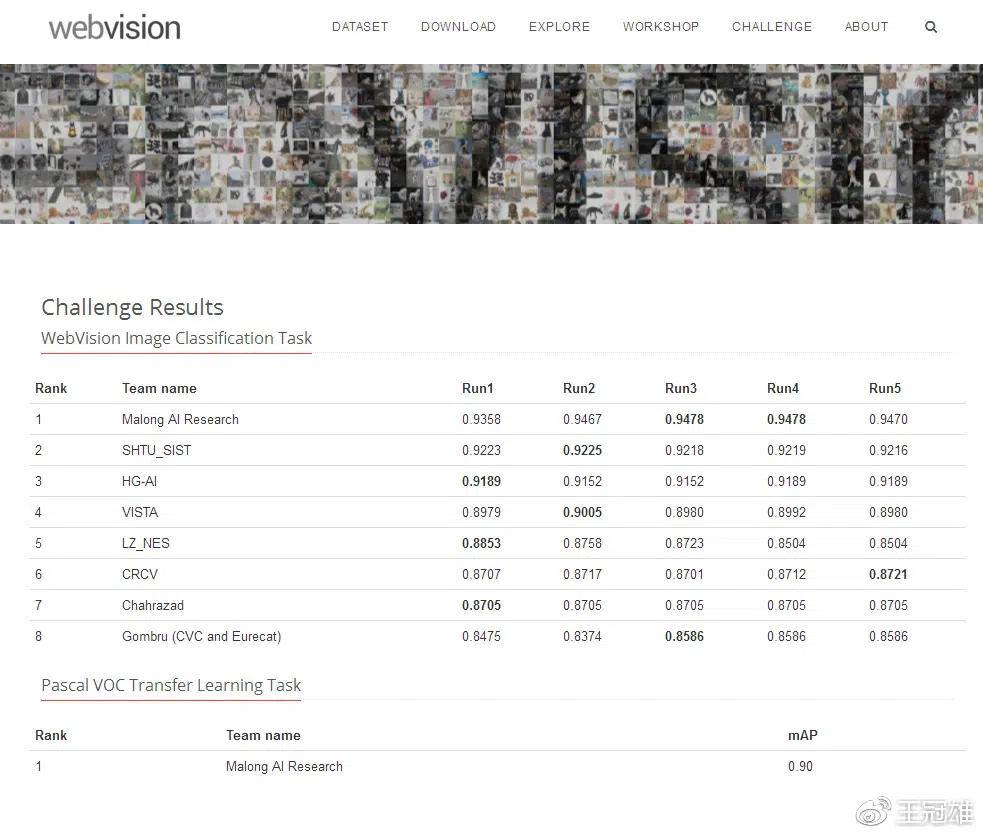 webvision DATASET DOWNLOAD EXPLORE WORKSHOP CHALLENGE ABOUT
Challenge Results
WebVision Image Classification Task
Rank Team name Run1 Run2 Run3 Run4 Run5
1 Malong AI Research 0.9358 0.9467 0.9478 0.9478 0.9470
2 SHTU_SIST 0.9223 0.9225 0.9218 0.9219 0.9216
3 HG-AI 0.9189 0.9152 0.9152 0.9189 0.9189
4 VISTA 0.8979 0.9005 0.8980 0.8992 0.8980
5 LZ_NES 0.8853 0.8758 0.8723 0.8504 0.8504
6 CRCV 0.8707 0.8717 0.8701 0.8712 0.8721
7 Chahrazad 0.8705 0.8705 0.8705 0.8705 0.8705
8 Gombru (CVC and Eurecat) 0.8475 0.8374 0.8586 0.8586 0.8586
Pascal VOC Transfer Learning Task
Rank Team name mAP
1 Malong AI Research 0.90
王冠雄